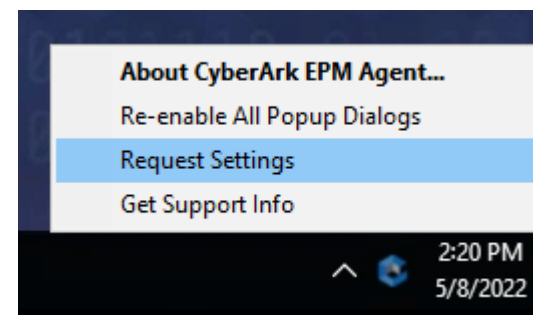 About CyberArk EPM Agent...
Re-enable All Popup Dialogs
Request Settings
Get Support Info
2:20 PM
5/8/2022